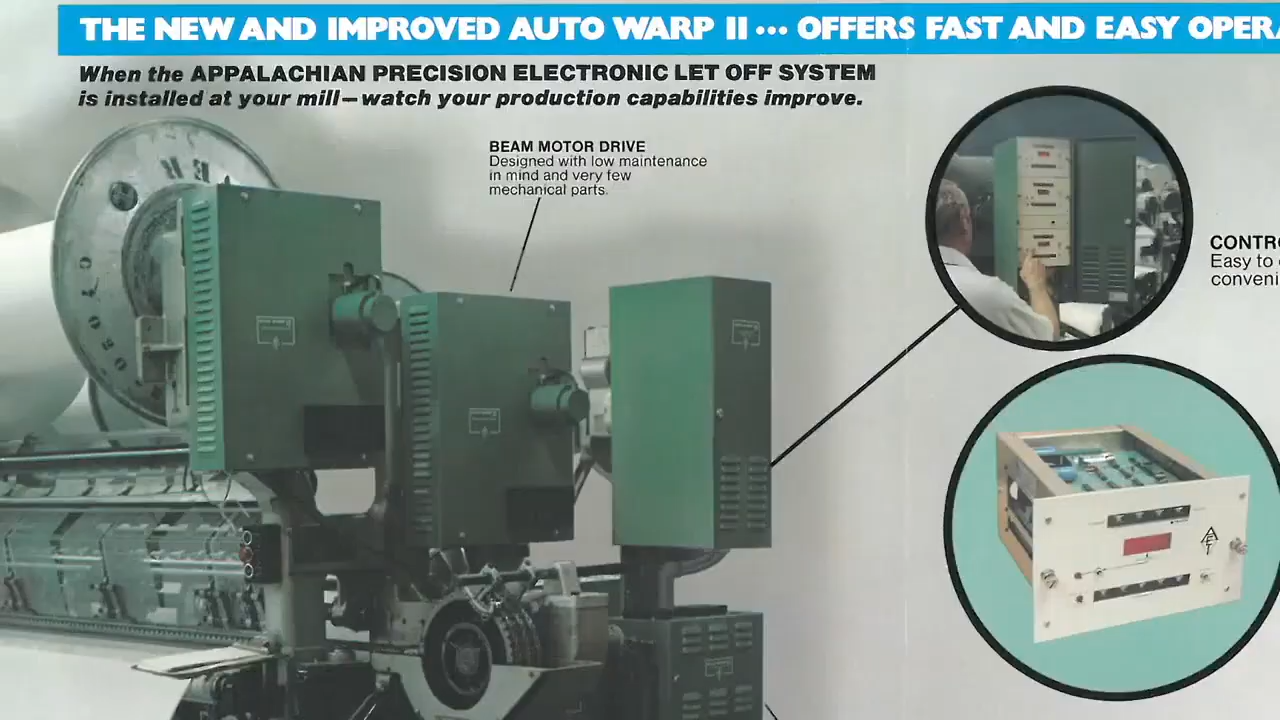 THE NEW AND IMPROVED AUTO WARP II ••• OFFERS FAST AND EASY OPERA
When the APPALACHIAN PRECISION ELECTRONIC LET OFF SYSTEM
is installed at your mill—watch your production capabilities improve.
BEAM MOTOR DRIVE
Designed with low maintenance
in mind and very few
mechanical parts.
CONTRO
Easy to
conveni